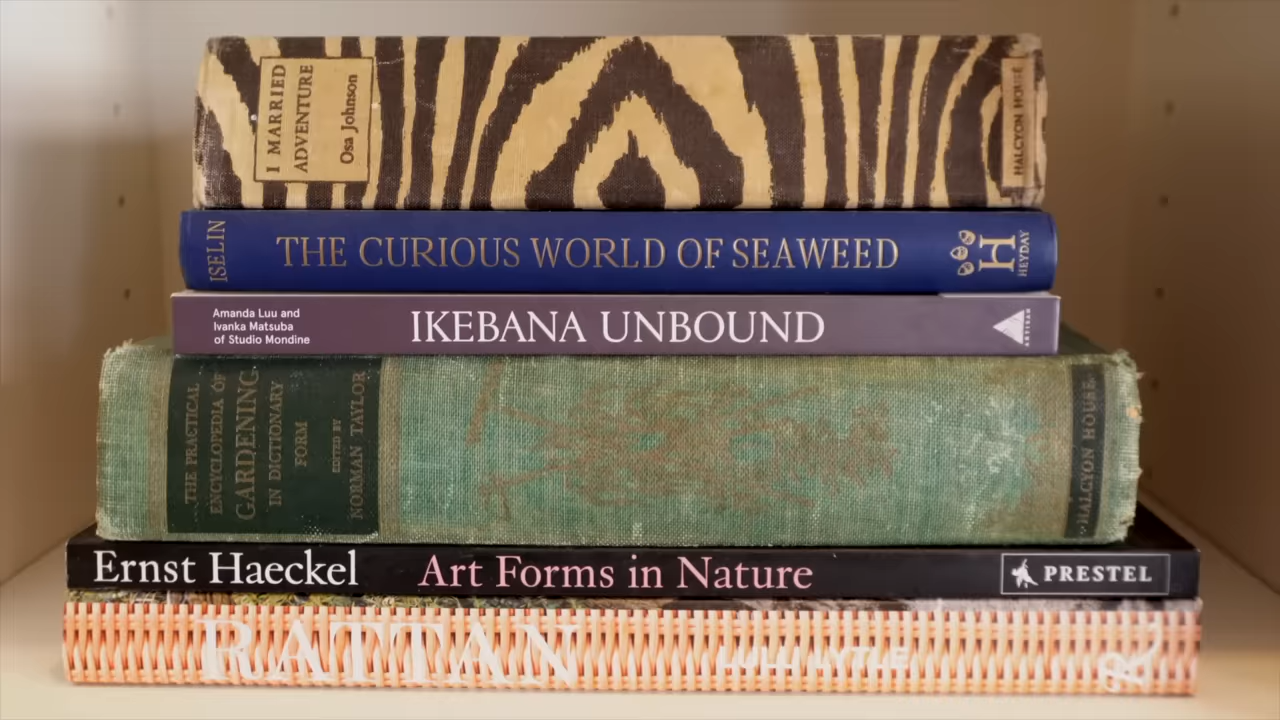 I MARRIED
ADVENTURE
Osa Johnson
HALCYON HOUSE
ISELIN
THE CURIOUS WORLD OF SEAWEED
H
HEYDAY
Amanda Luu and
Ivanka Matsuba
of Studio Mondine
IKEBANA UNBOUND
ARTISAN
THE PRACTICAL
ENCYCLOPEDIA OF
GARDENING
IN DICTIONARY
FORM
EDITED BY
NORMAN TAYLOR
HALCYON HOUSE
Ernst Haeckel
Art Forms in Nature
PRESTEL
RATTAN
LULU LYTLE
R